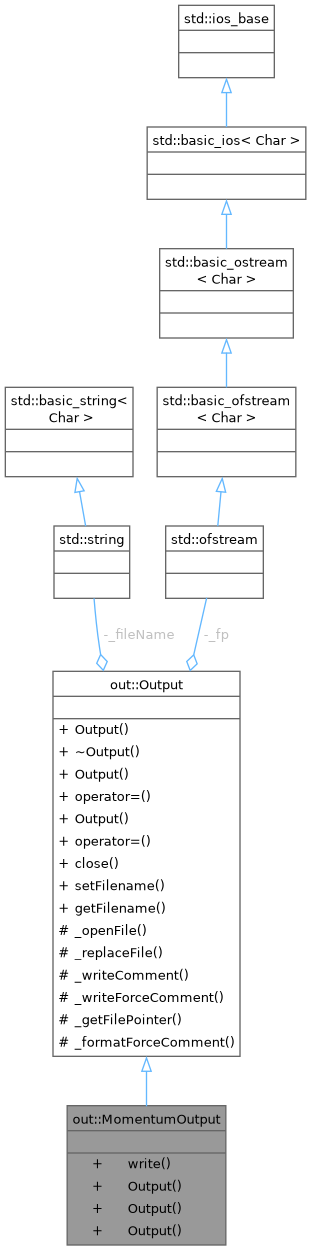 std::ios_base
std::basic_ios< Char >
std::basic_ostream
< Char >
std::basic_string<
Char >
std::basic_ofstream
< Char >
std::string
std::ofstream
-_fileName
-_fp
out::Output
+ Output()
+ ~Output()
+ Output()
+ operator=()
+ Output()
+ operator=()
+ close()
+ setFilename()
+ getFilename()
# _openFile()
# _replaceFile()
# _writeComment()
# _writeForceComment()
# _getFilePointer()
# _formatForceComment()
out::MomentumOutput
+ write()
+ Output()
+ Output()
+ Output()